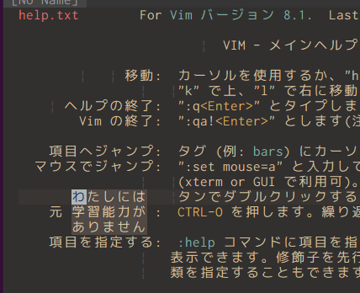 [No Name]
help.txt For Vim バージョン 8.1. Last
VIM - メインヘルプ
移動: カーソルを使用するか、"h
"k" で上、"l" で右に移動
ヘルプの終了: ":q<Enter>" とタイプしま
Vim の終了: ":qa!<Enter>" とします(注
項目へジャンプ: タグ (例: bars) にカーソ
マウスでジャンプ: ":set mouse=a" と入力して
(xterm or GUI で利用可)。
わたしには タンでダブルクリックする
元 学習能力が : CTRL-O を押します。繰り返
ありません
項目を指定する: :help コマンドに項目を指
表示できます。修飾子を先行
類を指定することもできます